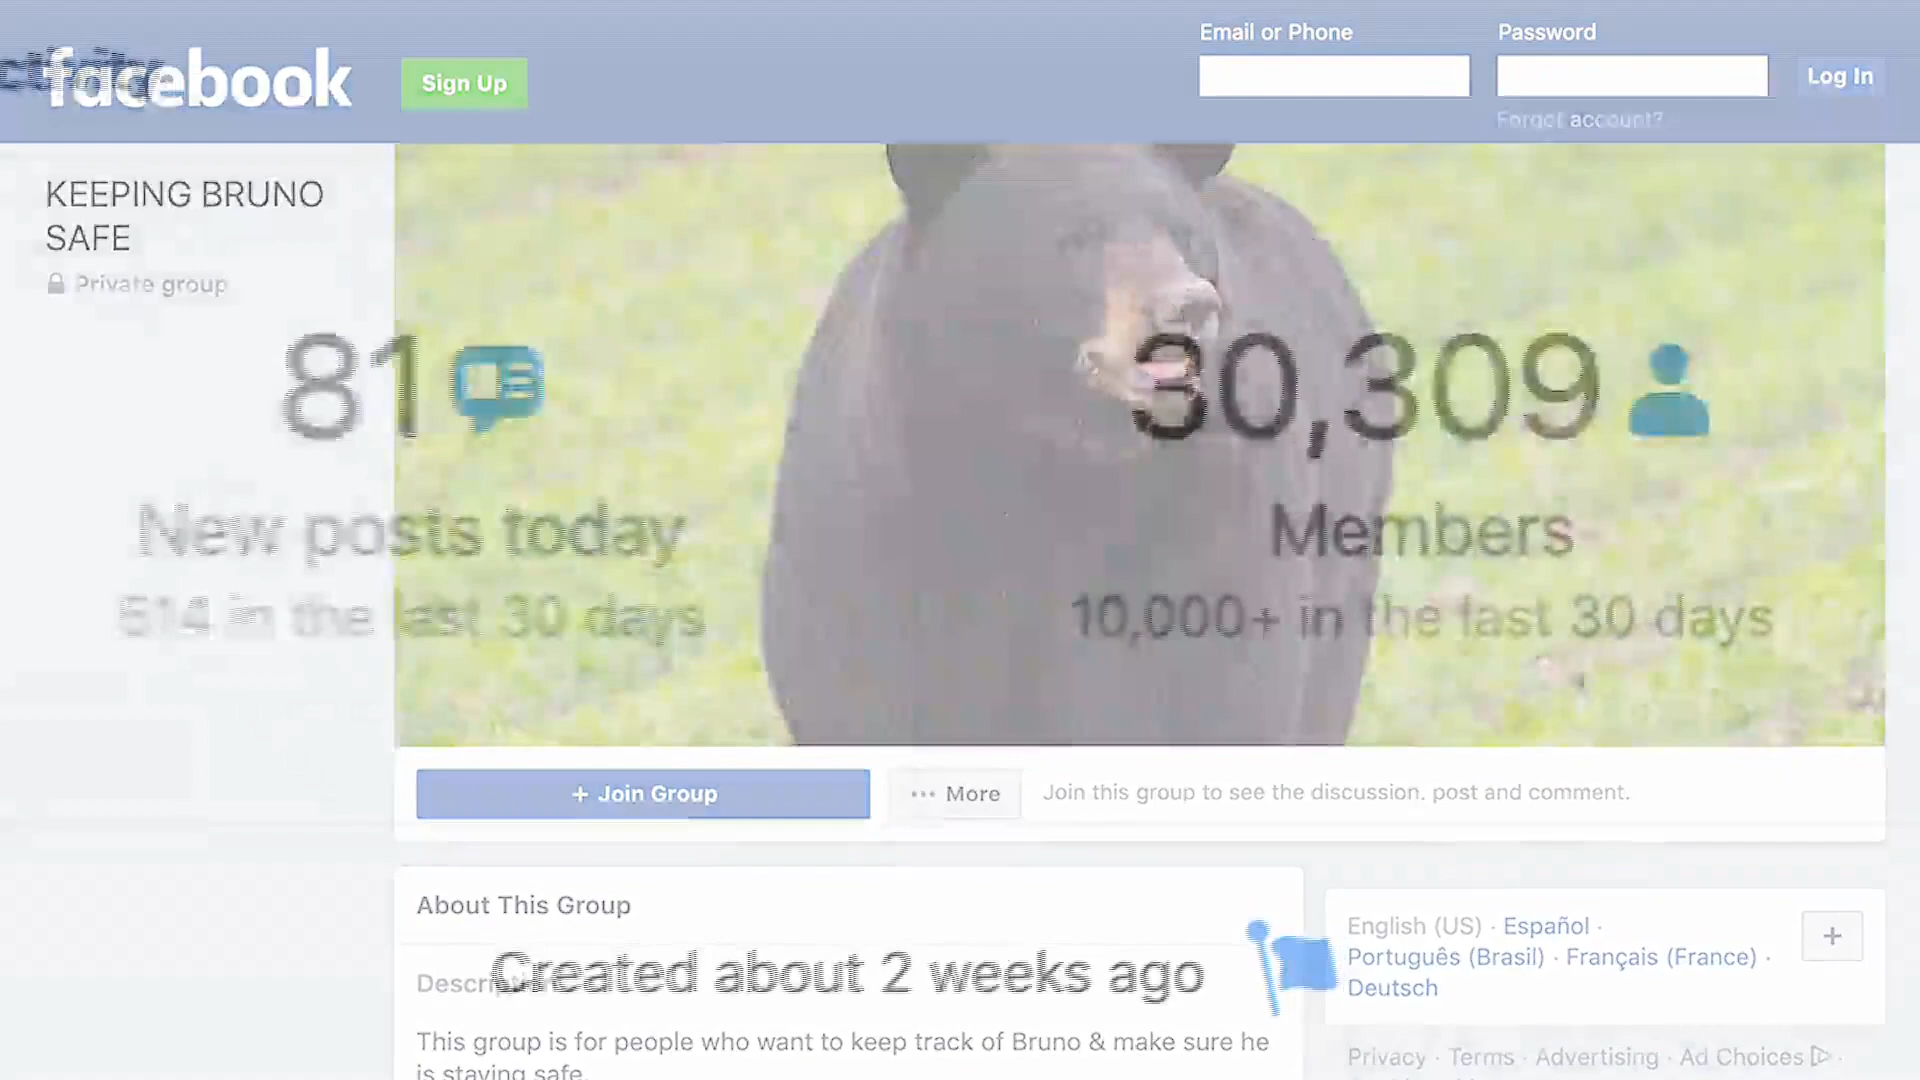 Email or Phone
Password
facebook
Sign Up
Log In
Forgot account?
KEEPING BRUNO
SAFE
Private group
81
30,309
New posts today
Members
614 in the last 30 days
10,000+ in the last 30 days
+ Join Group
••• More
Join this group to see the discussion, post and comment.
About This Group
Description
Created about 2 weeks ago
This group is for people who want to keep track of Bruno & make sure he
is staying safe.
English (US) · Español ·
Português (Brasil) · Français (France) ·
Deutsch
+
Privacy · Terms · Advertising · Ad Choices ·